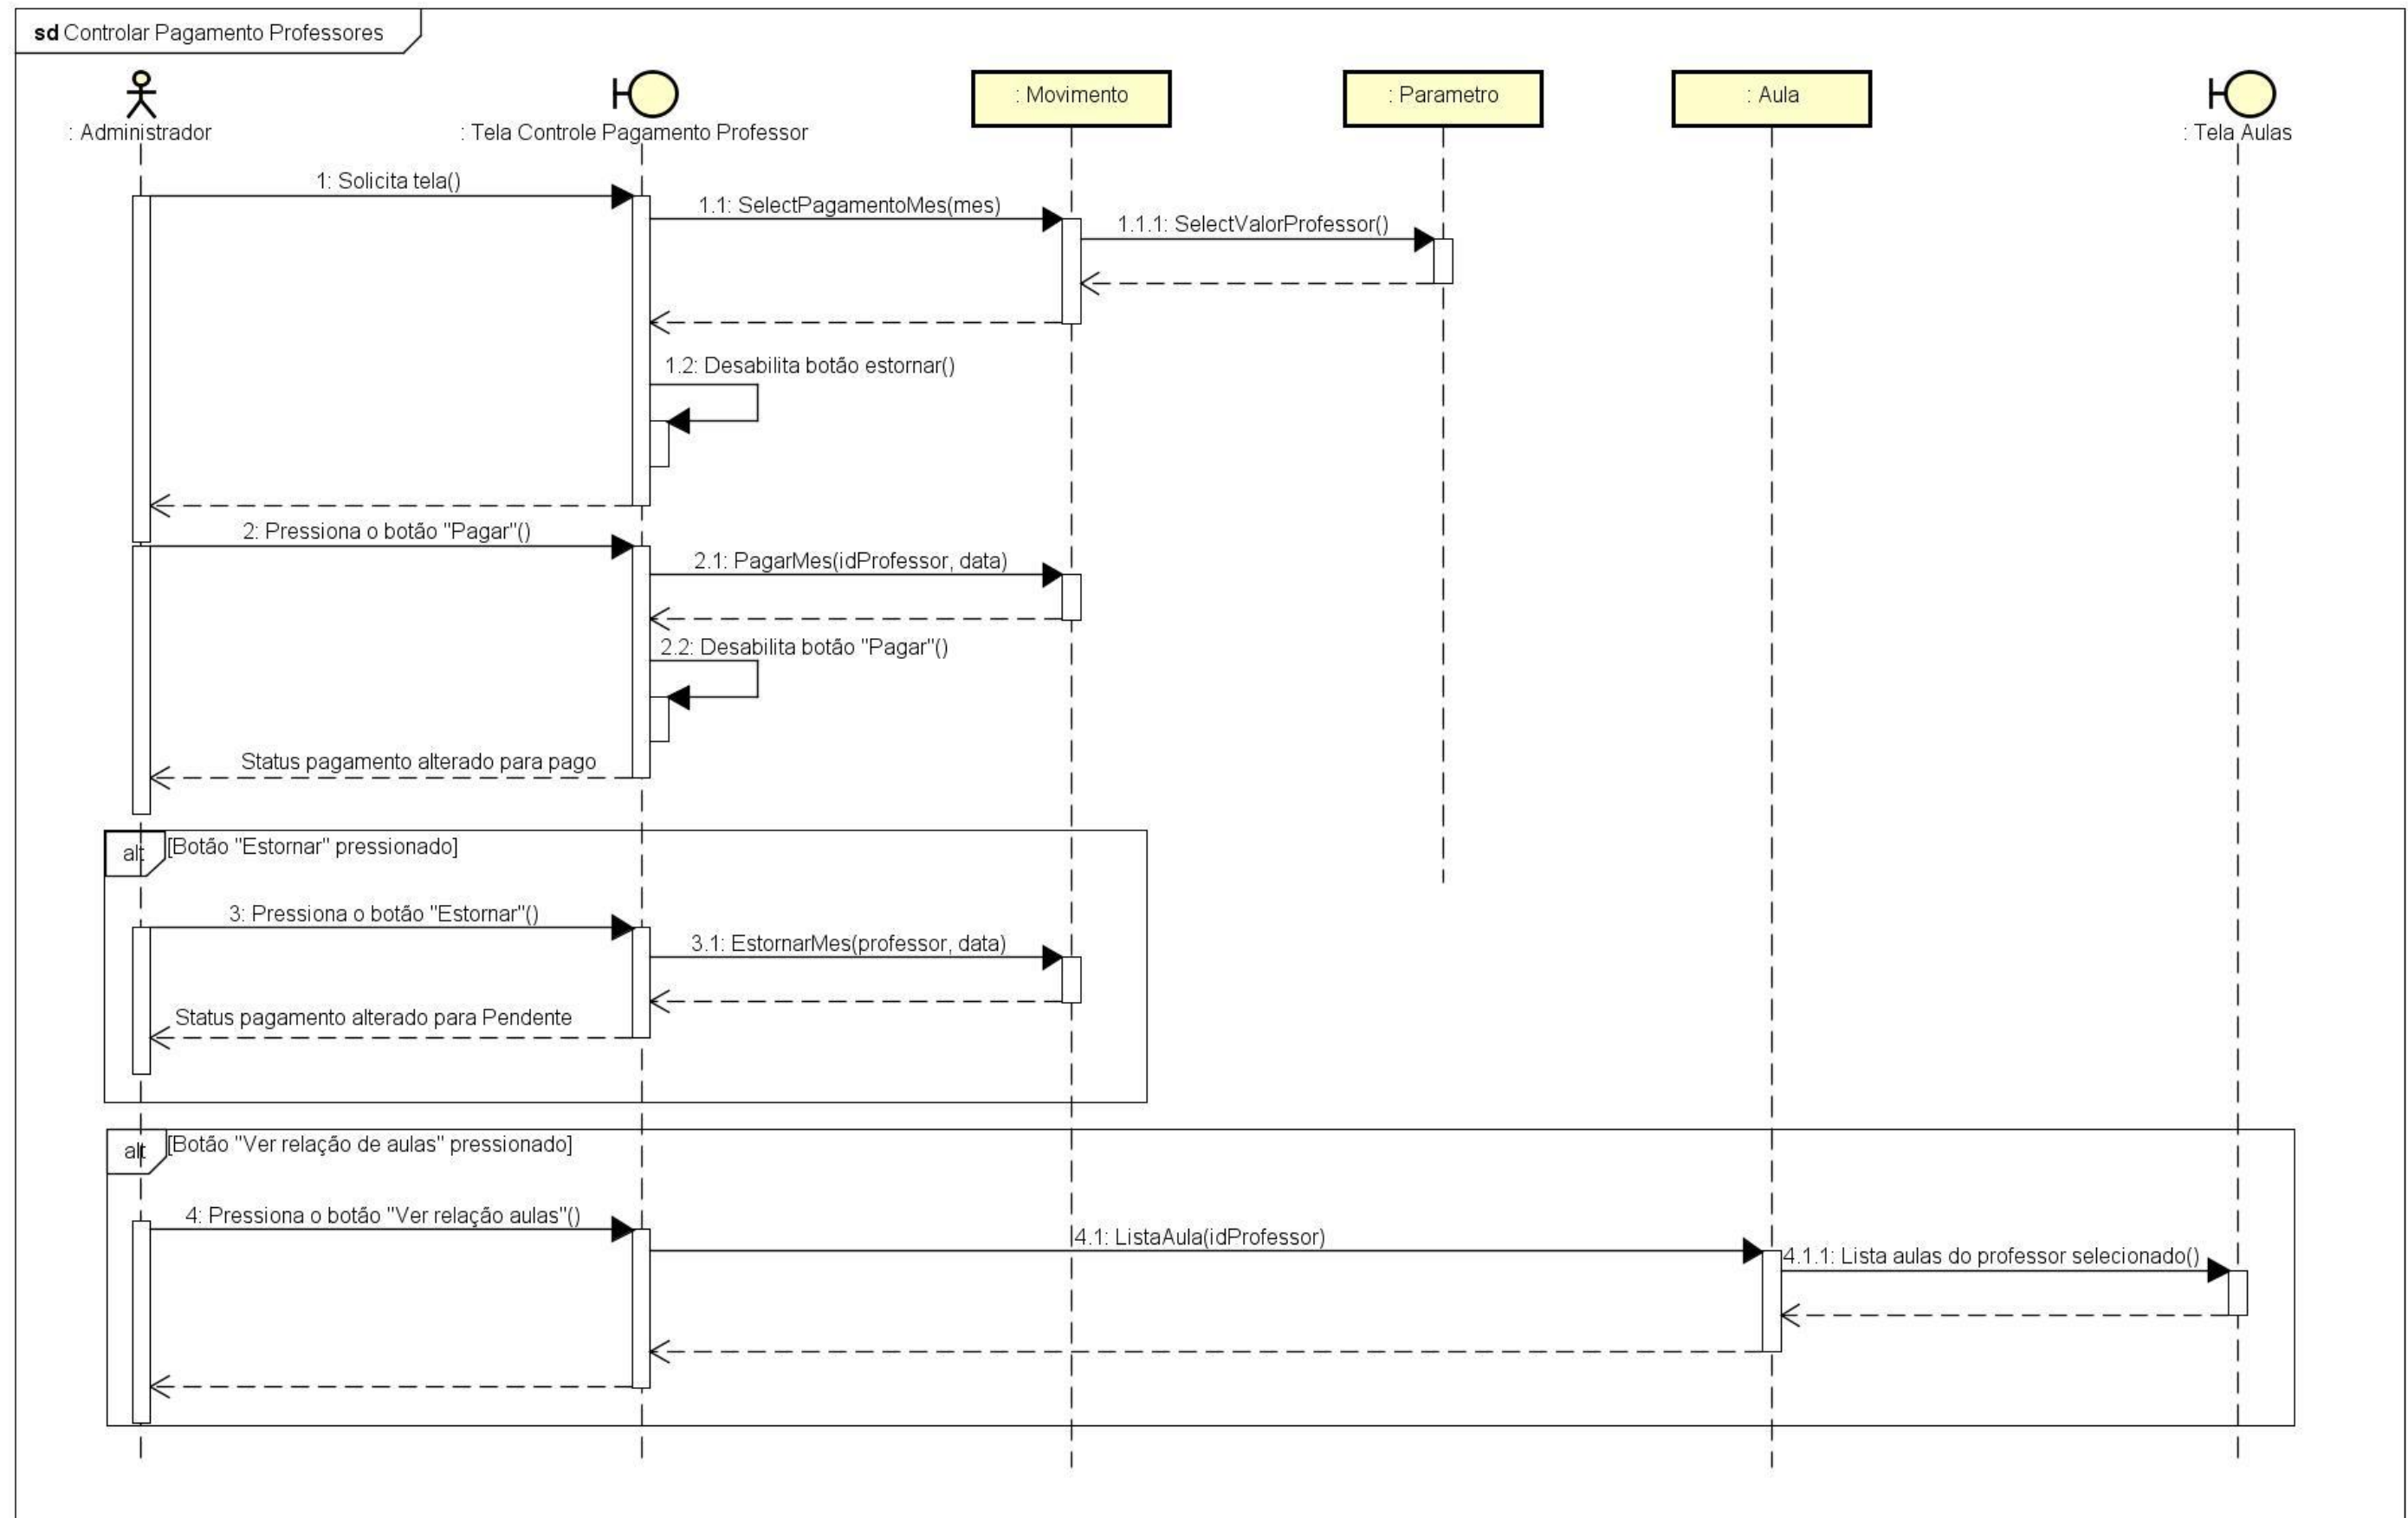 sd Controlar Pagamento Professores
: Administrador
: Tela Controle Pagamento Professor
: Movimento
: Parametro
: Aula
: Tela Aulas
1: Solicita tela()
1.1: SelectPagamentoMes(mes)
1.1.1: SelectValorProfessor()
1.2: Desabilita botão estornar()
2: Pressiona o botão "Pagar"()
2.1: PagarMes(idProfessor, data)
2.2: Desabilita botão "Pagar"()
Status pagamento alterado para pago
alt
[Botão "Estornar" pressionado]
3: Pressiona o botão "Estornar"()
3.1: EstornarMes(professor, data)
Status pagamento alterado para Pendente
alt
[Botão "Ver relação de aulas" pressionado]
4: Pressiona o botão "Ver relação aulas"()
4.1: ListaAula(idProfessor)
4.1.1: Lista aulas do professor selecionado()